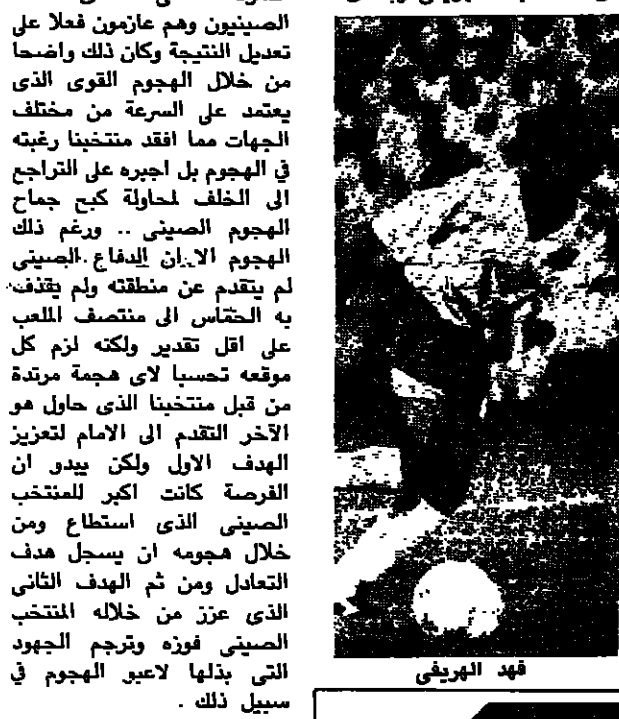 الصينيون وهم عازمون فعلا على
تعديل النتيجة وكان ذلك واضحا
من خلال الهجوم القوى الذى
يعتمد على السرعة من مختلف
الجهات مما افقد منتخبنا رغبته
في الهجوم بل اجبره على التراجع
الى الخلف لمحاولة كبح جماح
الهجوم الصينى .. ورغم ذلك
الهجوم الا ان الدفاع الصينى
لم يتقدم عن منطقته ولم يقذف
به الحماس الى منتصف الملعب
على اقل تقدير ولكنه لزم كل
موقعه تحسبا لاى هجمة مرتدة
من قبل منتخبنا الذى حاول هو
الآخر التقدم الى الامام لتعزيز
الهدف الاول ولكن يبدو ان
الفرصة كانت اكبر للمنتخب
الصينى الذى استطاع ومن
خلال هجومه ان يسجل هدف
التعادل ومن ثم الهدف الثانى
الذى عزز من خلاله المنتخب
الصينى فوزه وترجم الجهود
التى بذلها لاعبو الهجوم في
سبيل ذلك .
فهد الهريفى